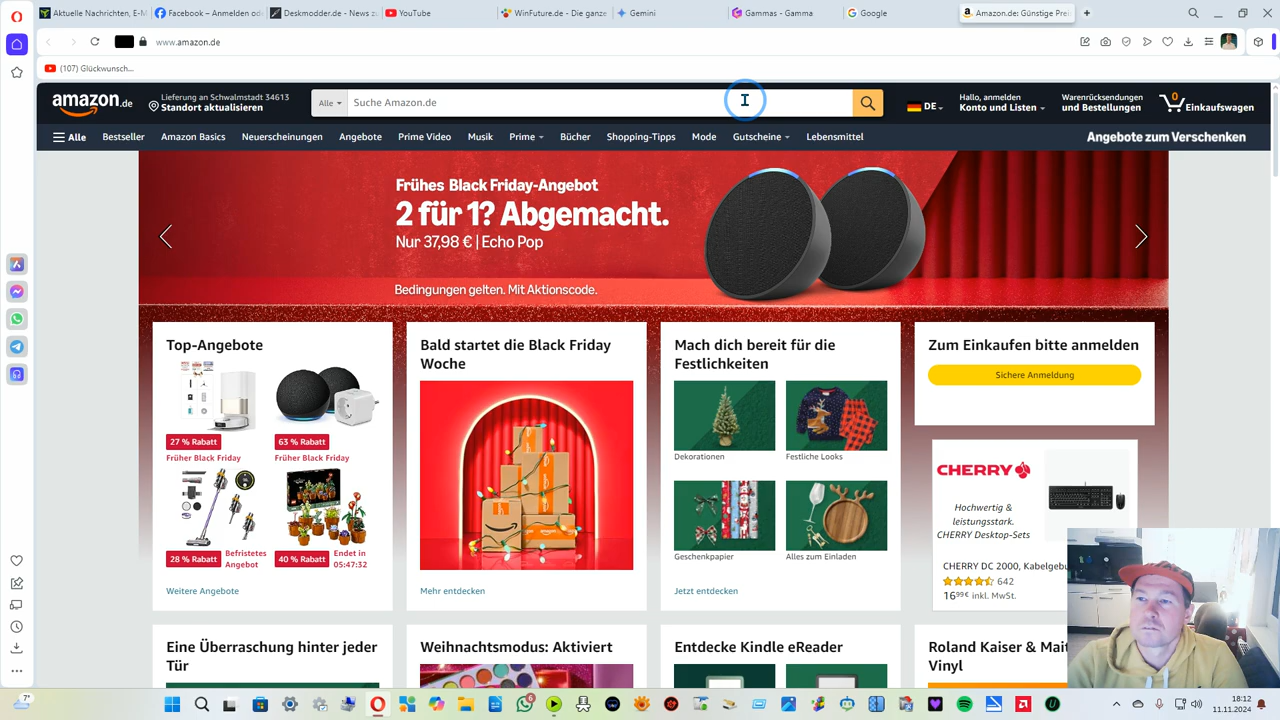 Aktuelle Nachrichten, E-M
Facebook – Anmelden ode
Deskmodder.de - News zu
YouTube
WinFuture.de - Die ganze
Gemini
Gammas - Gamma
Google
Amazon.de: Günstige Prei
www.amazon.de
(107) Glückwunsch...
amazon.de
Lieferung an Schwalmstadt 34613
Standort aktualisieren
Alle
Suche Amazon.de
DE
Hallo, anmelden
Konto und Listen
Warenrücksendungen
und Bestellungen
0
Einkaufswagen
Alle
Bestseller
Amazon Basics
Neuerscheinungen
Angebote
Prime Video
Musik
Prime
Bücher
Shopping-Tipps
Mode
Gutscheine
Lebensmittel
Angebote zum Verschenken
Frühes Black Friday-Angebot
2 für 1? Abgemacht.
Nur 37,98 € | Echo Pop
Bedingungen gelten. Mit Aktionscode.
Top-Angebote
27 % Rabatt
Früher Black Friday
63 % Rabatt
Früher Black Friday
28 % Rabatt
Befristetes
Angebot
40 % Rabatt
Endet in
05:47:32
Weitere Angebote
Bald startet die Black Friday
Woche
Mehr entdecken
Mach dich bereit für die
Festlichkeiten
Dekorationen
Festliche Looks
Geschenkpapier
Alles zum Einladen
Jetzt entdecken
Zum Einkaufen bitte anmelden
Sichere Anmeldung
CHERRY
Hochwertig &
leistungsstark.
CHERRY Desktop-Sets
CHERRY DC 2000, Kabelgebu
642
16,99 € inkl. MwSt.
Eine Überraschung hinter jeder
Tür
Weihnachtsmodus: Aktiviert
Entdecke Kindle eReader
Roland Kaiser & Mait
Vinyl
7°
6
18:12
11.11.2024